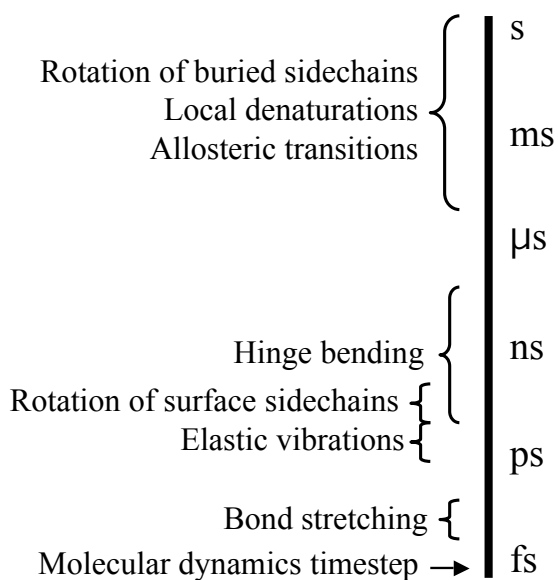 s
Rotation of buried sidechains
Local denaturations
Allosteric transitions
ms
μs
Hinge bending
ns
Rotation of surface sidechains
Elastic vibrations
ps
Bond stretching
Molecular dynamics timestep
fs